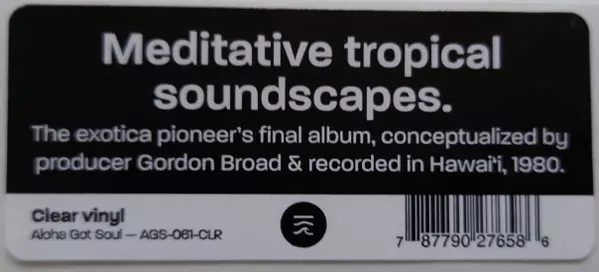 Meditative tropical
soundscapes.
The exotica pioneer's final album, conceptualized by
producer Gordon Broad & recorded in Hawaiʻi, 1980.
Clear vinyl
Aloha Got Soul — AGS-061-CLR
7 87790 27658 6